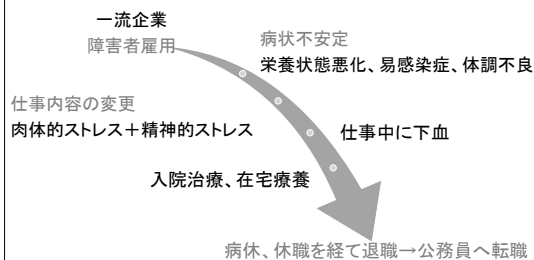 一流企業
障害者雇用
病状不安定
栄養状態悪化、易感染症、体調不良
仕事内容の変更
肉体的ストレス+精神的ストレス
仕事中に下血
入院治療、在宅療養
病休、休職を経て退職→公務員へ転職